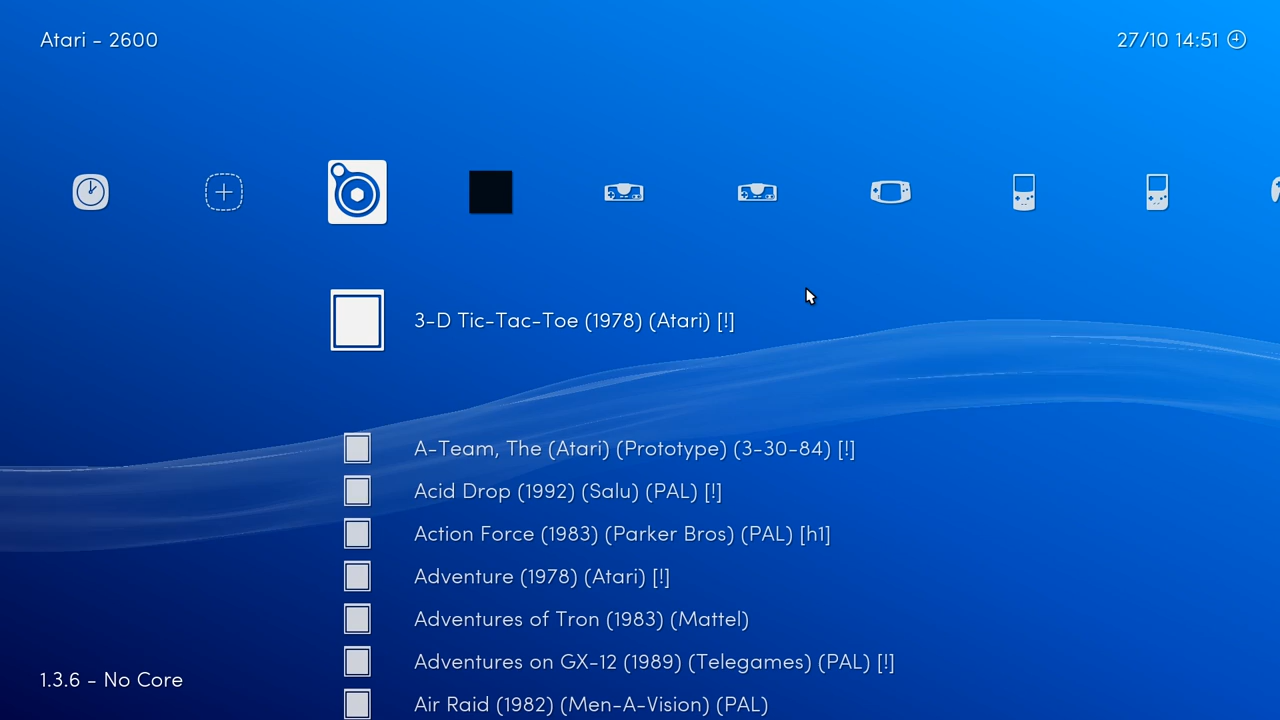 Atari - 2600
27/10 14:51
3-D Tic-Tac-Toe (1978) (Atari) [!]
A-Team, The (Atari) (Prototype) (3-30-84) [!]
Acid Drop (1992) (Salu) (PAL) [!]
Action Force (1983) (Parker Bros) (PAL) [h1]
Adventure (1978) (Atari) [!]
Adventures of Tron (1983) (Mattel)
Adventures on GX-12 (1989) (Telegames) (PAL) [!]
Air Raid (1982) (Men-A-Vision) (PAL)
1.3.6 - No Core